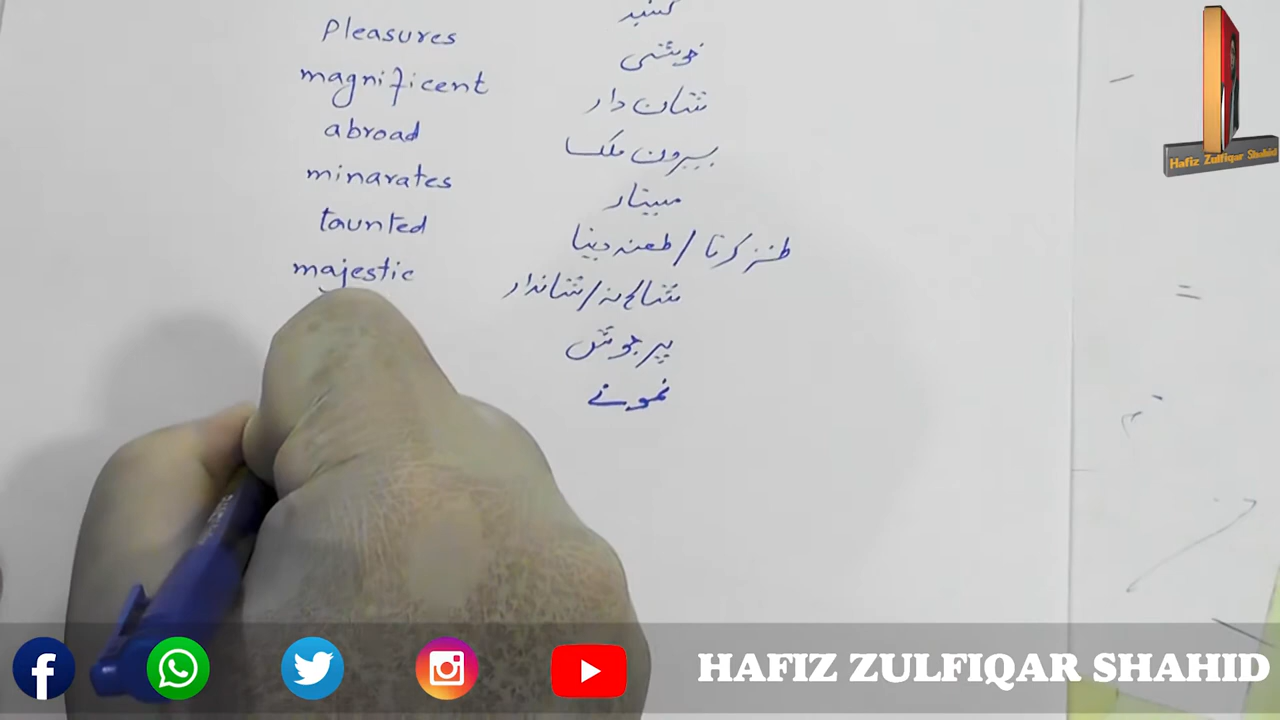 گنبد
Pleasures خوشی
magnificent شان دار
abroad بیرون ملک
minarates مینار
taunted طنز کرنا / طعنہ دینا
majestic شاہانہ / شاندار
پرجوش
نمونے
Hafiz Zulfiqar Shahid
HAFIZ ZULFIQAR SHAHID